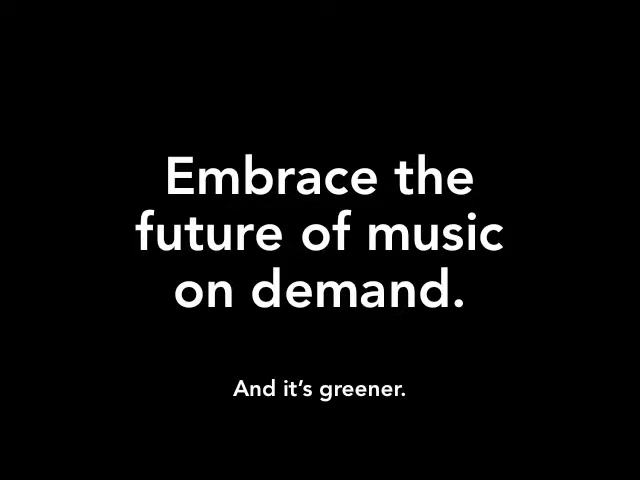 Embrace the
future of music
on demand.
And it’s greener.